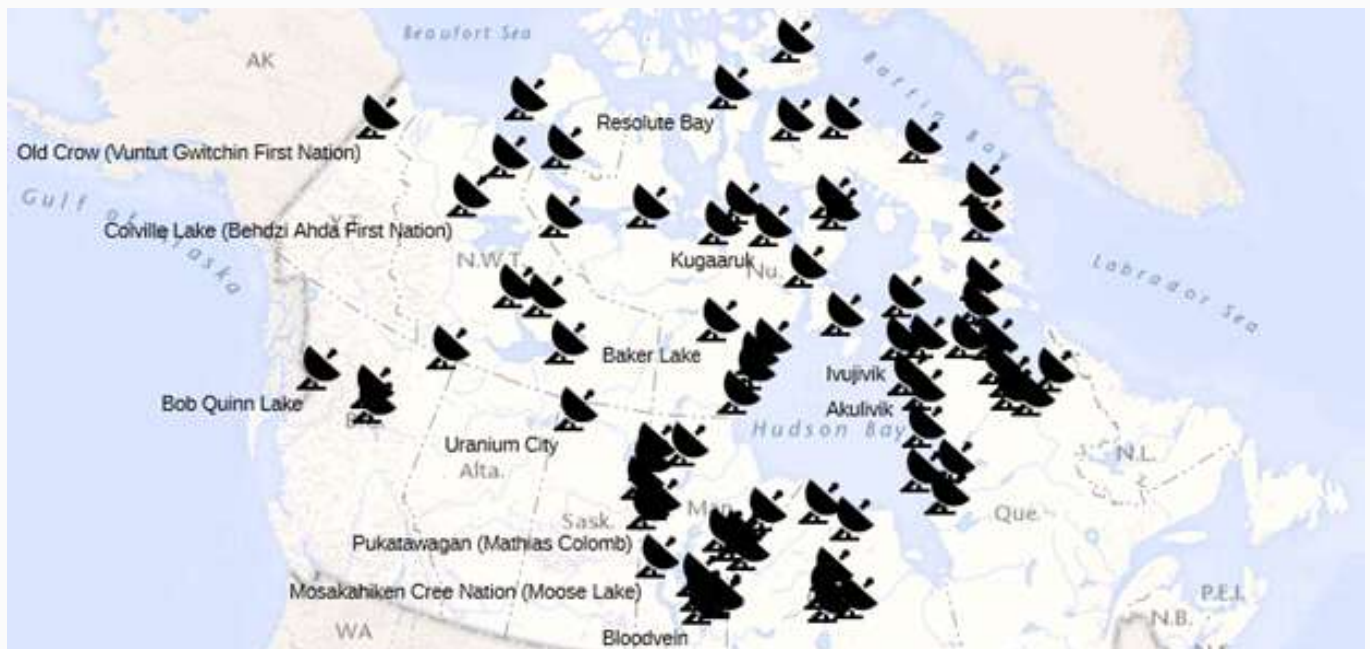 Beaufort Sea
AK
Baffin Bay
Resolute Bay
Old Crow (Vuntut Gwitchin First Nation)
Gulf of Alaska
Y.T.
Colville Lake (Behdzi Ahda First Nation)
N.W.T.
Kugaaruk
Nu.
Labrador Sea
Baker Lake
Ivujivik
Bob Quinn Lake
Akulivik
Hudson Bay
Uranium City
Alta.
N.L.
Sask.
Man.
Que.
Pukatawagan (Mathias Colomb)
Mosakahiken Cree Nation (Moose Lake)
P.E.I.
N.B.
WA
Bloodvein